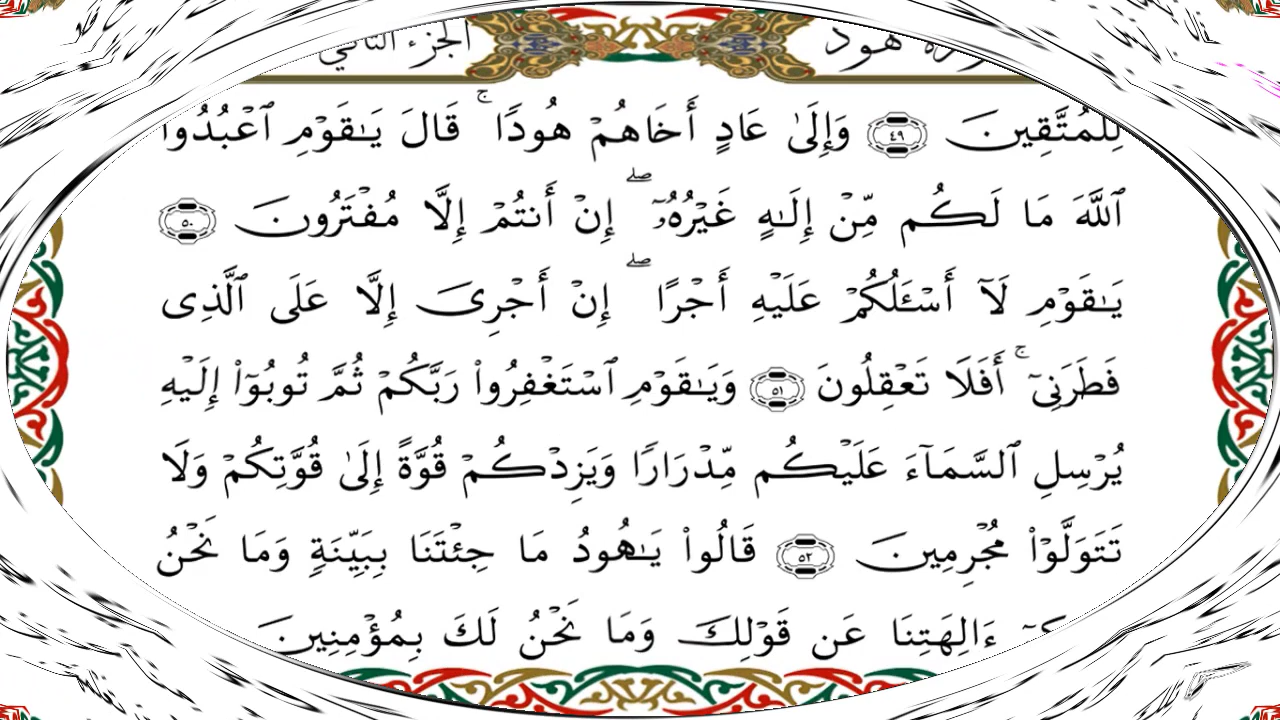 سورة هود الجزء الثاني
لِلْمُتَّقِينَ ٤٩ وَإِلَىٰ عَادٍ أَخَاهُمْ هُودًا ۚ قَالَ يَـٰقَوْمِ ٱعْبُدُوا
ٱللَّهَ مَا لَكُم مِّنْ إِلَـٰهٍ غَيْرُهُۥٓ ۖ إِنْ أَنتُمْ إِلَّا مُفْتَرُونَ ٥٠
يَـٰقَوْمِ لَآ أَسْـَٔلُكُمْ عَلَيْهِ أَجْرًا ۖ إِنْ أَجْرِىَ إِلَّا عَلَى ٱلَّذِى
فَطَرَنِىٓ ۚ أَفَلَا تَعْقِلُونَ ٥١ وَيَـٰقَوْمِ ٱسْتَغْفِرُوا۟ رَبَّكُمْ ثُمَّ تُوبُوٓا۟ إِلَيْهِ
يُرْسِلِ ٱلسَّمَآءَ عَلَيْكُم مِّدْرَارًا وَيَزِدْكُمْ قُوَّةً إِلَىٰ قُوَّتِكُمْ وَلَا
تَتَوَلَّوْا۟ مُجْرِمِينَ ٥٢ قَالُوا۟ يَـٰهُودُ مَا جِئْتَنَا بِبَيِّنَةٍ وَمَا نَحْنُ
ءَالِهَتِنَا عَن قَوْلِكَ وَمَا نَحْنُ لَكَ بِمُؤْمِنِينَ